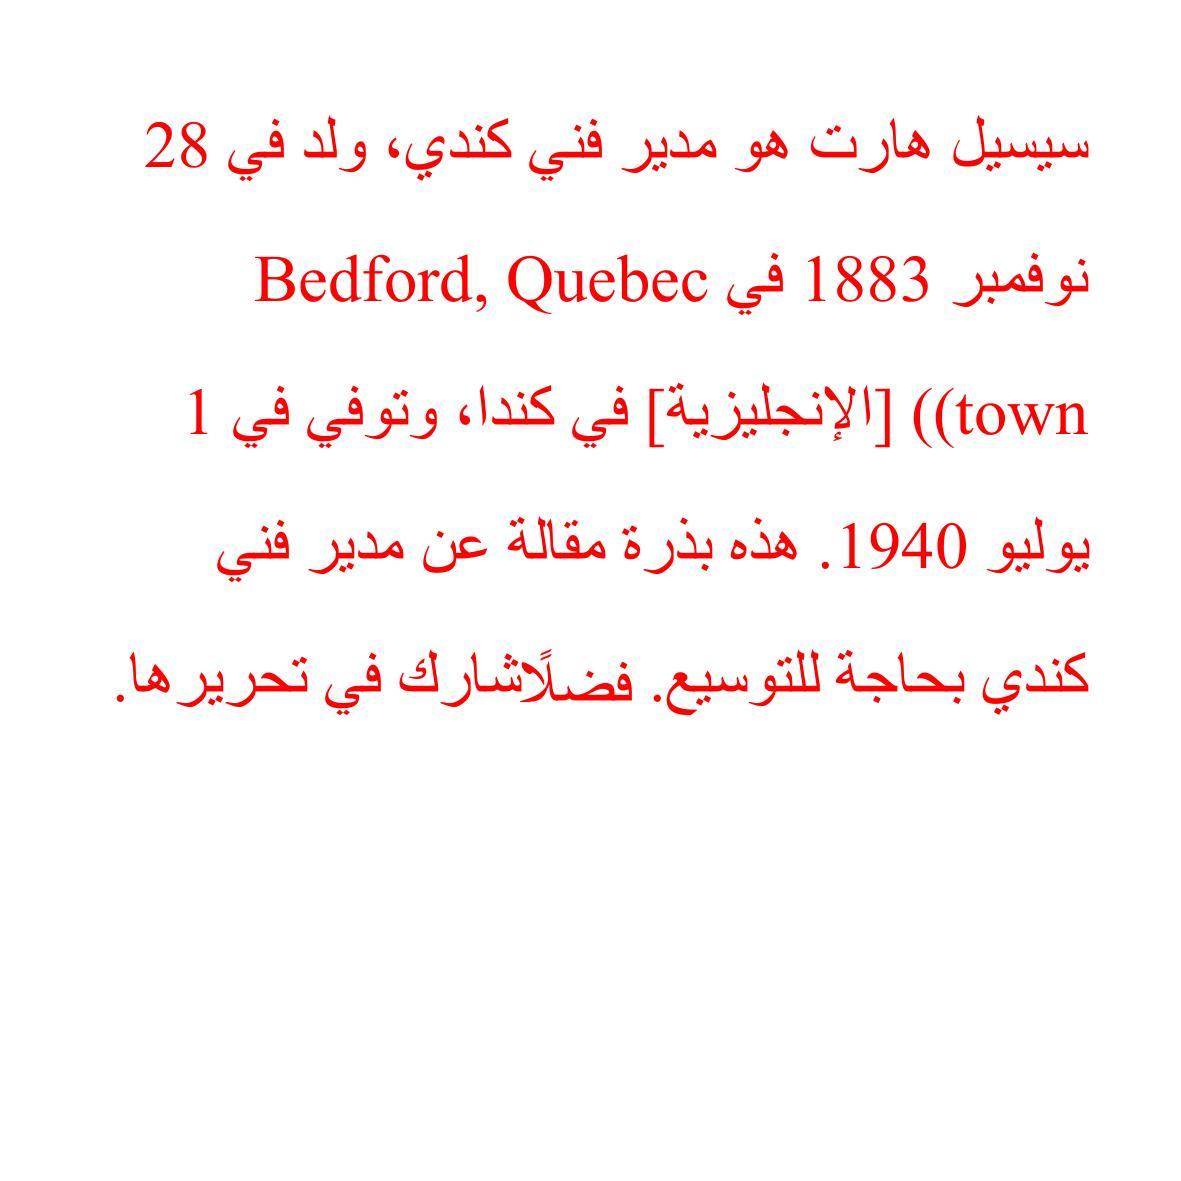 سيسيل هارت هو مدير فني كندي، ولد في 28
نوفمبر 1883 في Bedford, Quebec
town)) [الإنجليزية] في كندا، وتوفي في 1
يوليو 1940. هذه بذرة مقالة عن مدير فني
كندي بحاجة للتوسيع. فضلًاشارك في تحريرها.